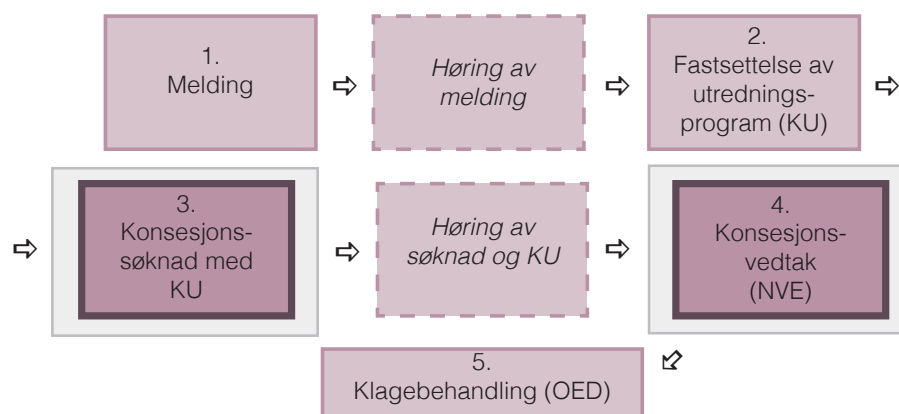 1.
Melding
Høring av
melding
2.
Fastsettelse av
utrednings-
program (KU)
3.
Konsesjons-
søknad med
KU
Høring av
søknad og KU
4.
Konsesjons-
vedtak
(NVE)
5.
Klagebehandling (OED)